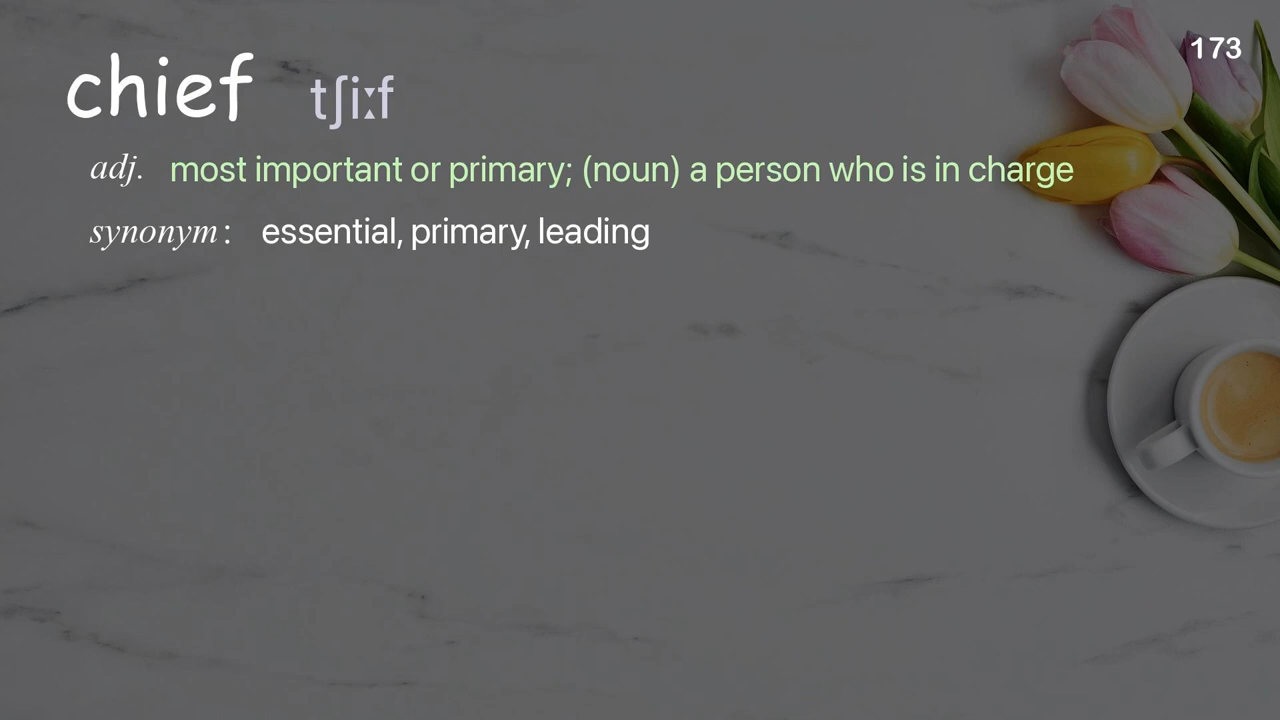 173
chief tʃiːf
adj. most important or primary; (noun) a person who is in charge
synonym: essential, primary, leading